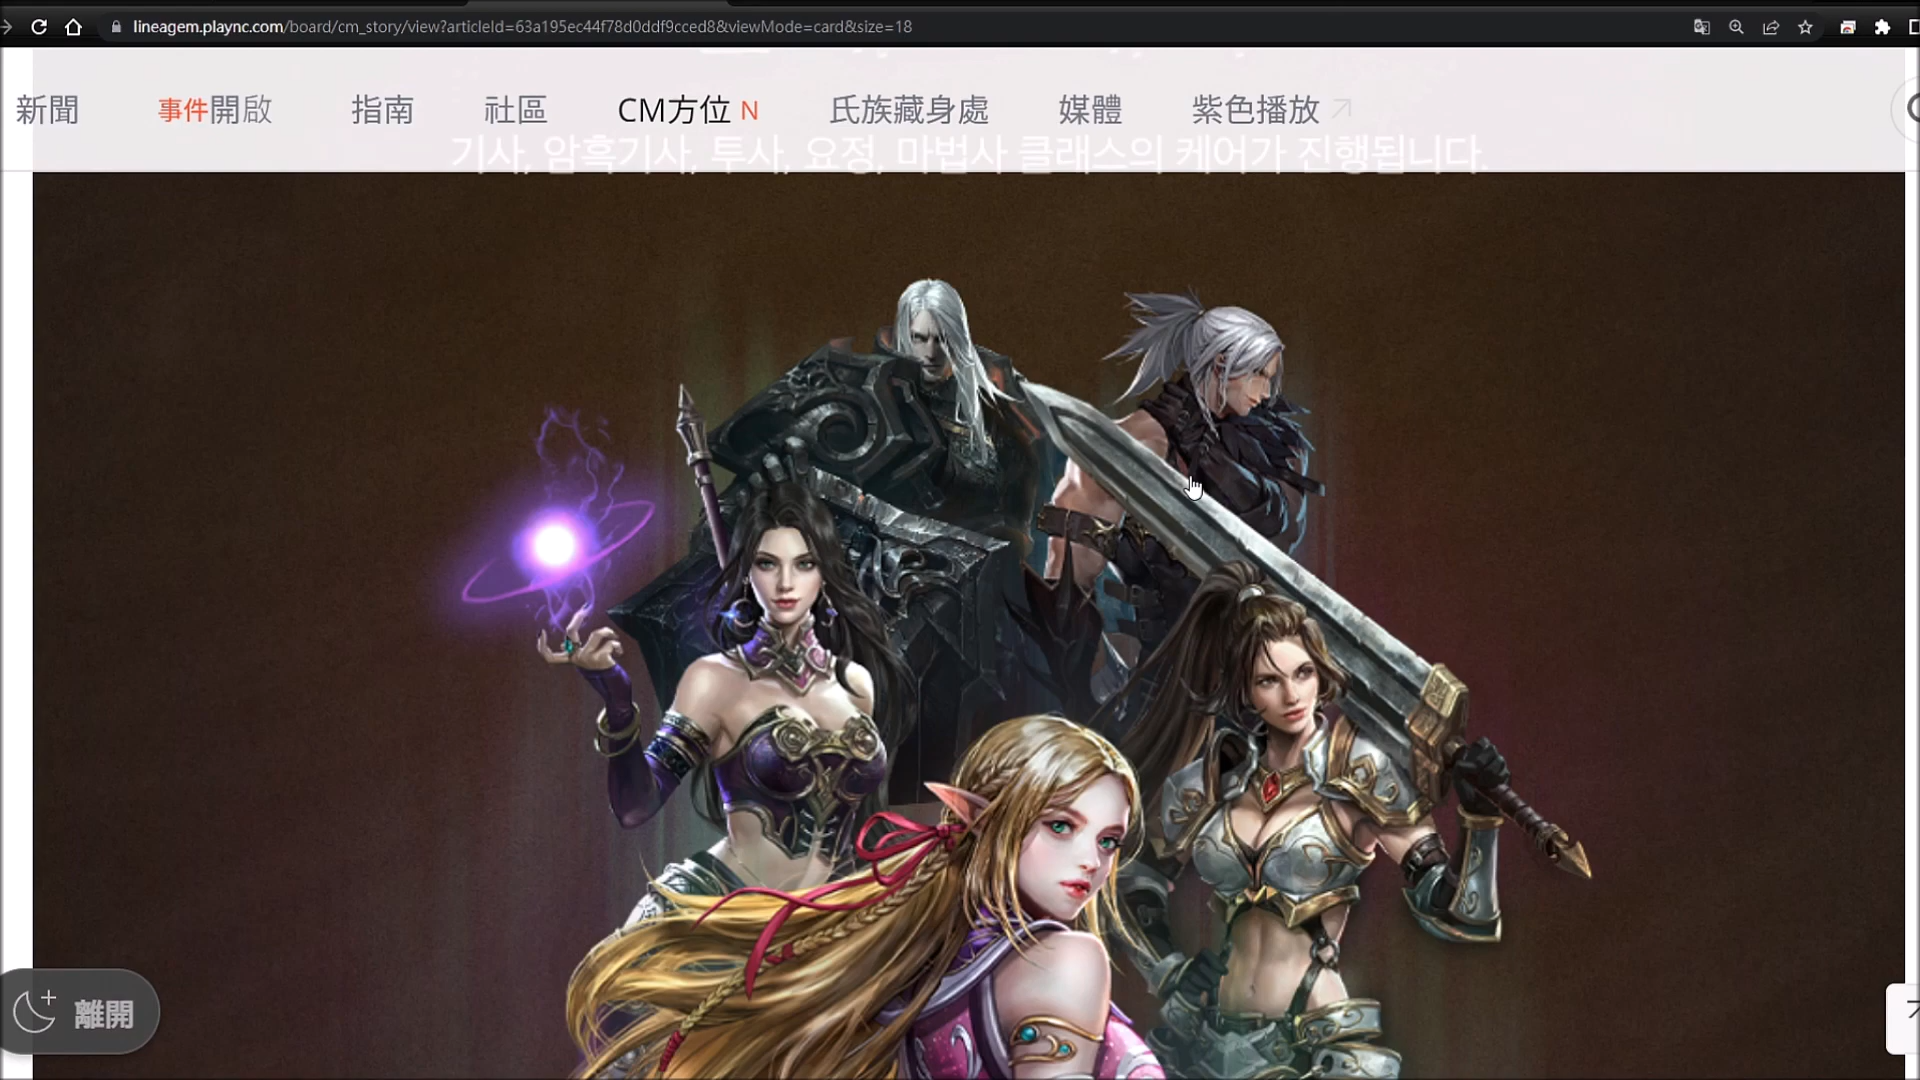 lineagem.plaync.com/board/cm_story/view?articleId=63a195ec44f78d0ddf9cced8&viewMode=card&size=18
新聞 事件開啟 指南 社區 CM方位 N 氏族藏身處 媒體 紫色播放
기사, 암흑기사, 투사, 요정, 마법사 클래스의 케어가 진행됩니다.
離開